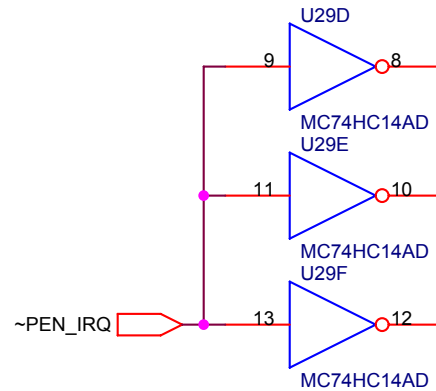 U29D
9
8
MC74HC14AD
U29E
11
10
MC74HC14AD
U29F
~PEN_IRQ
13
12
MC74HC14AD